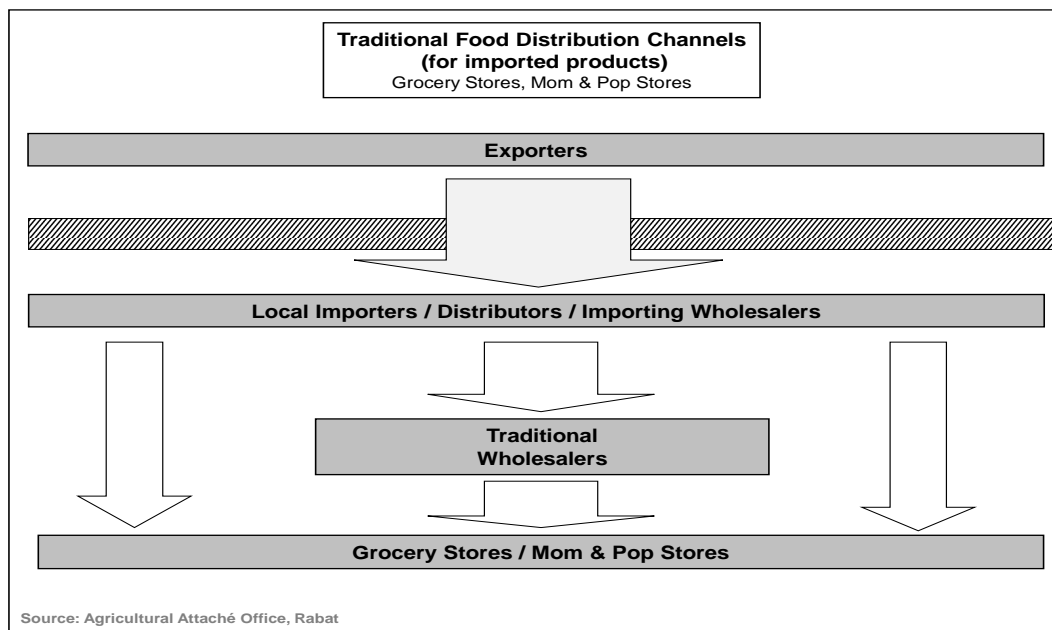 Traditional Food Distribution Channels
(for imported products)
Grocery Stores, Mom & Pop Stores
Exporters
Local Importers / Distributors / Importing Wholesalers
Traditional
Wholesalers
Grocery Stores / Mom & Pop Stores
Source: Agricultural Attaché Office, Rabat